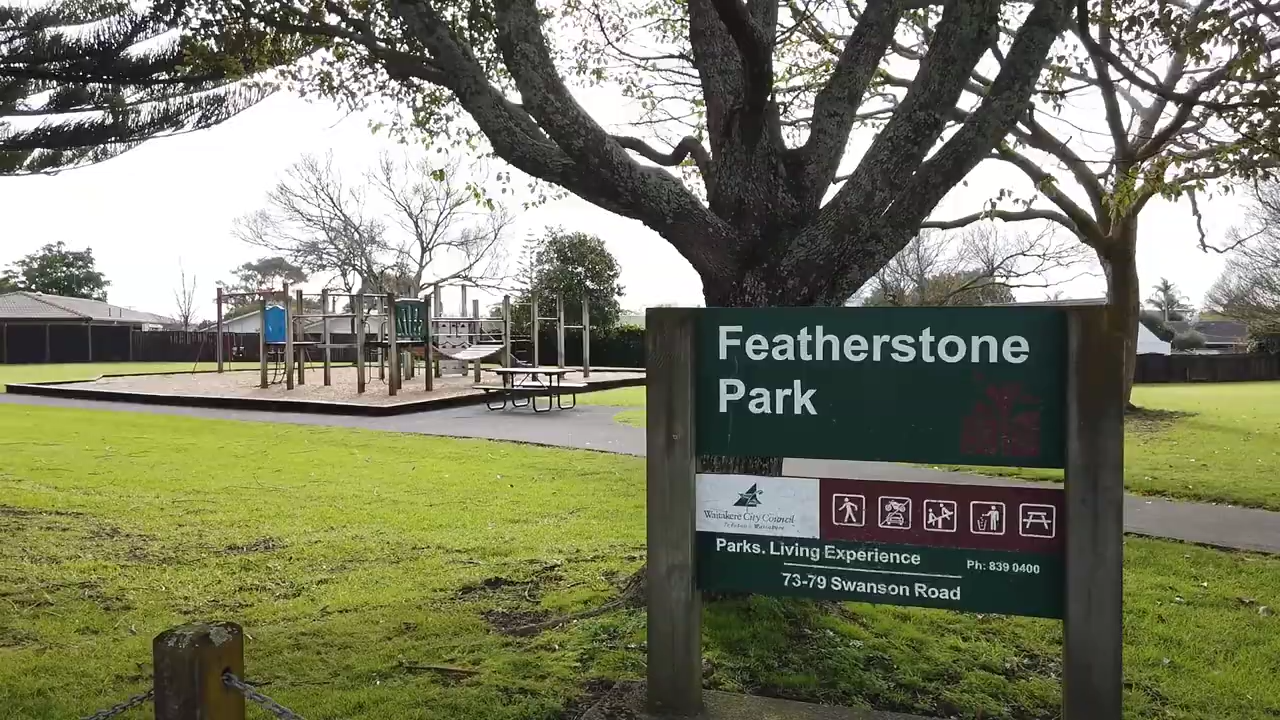 Featherstone
Park
Waitakere City Council
Parks. Living Experience
Ph: 839 0400
73-79 Swanson Road